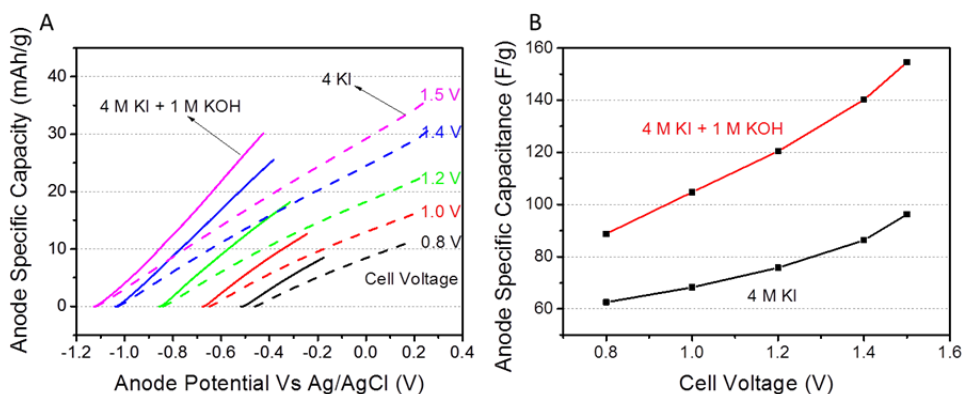 A
B
Anode Specific Capacity (mAh/g)
40
30
20
10
0
4 KI
4 M KI + 1 M KOH
1.5 V
1.4 V
1.2 V
1.0 V
0.8 V
Cell Voltage
-1.2 -1.0 -0.8 -0.6 -0.4 -0.2 0.0 0.2 0.4
Anode Potential Vs Ag/AgCl (V)
Anode Specific Capacitance (F/g)
160
140
120
100
80
60
4 M KI + 1 M KOH
4 M KI
0.8 1.0 1.2 1.4 1.6
Cell Voltage (V)